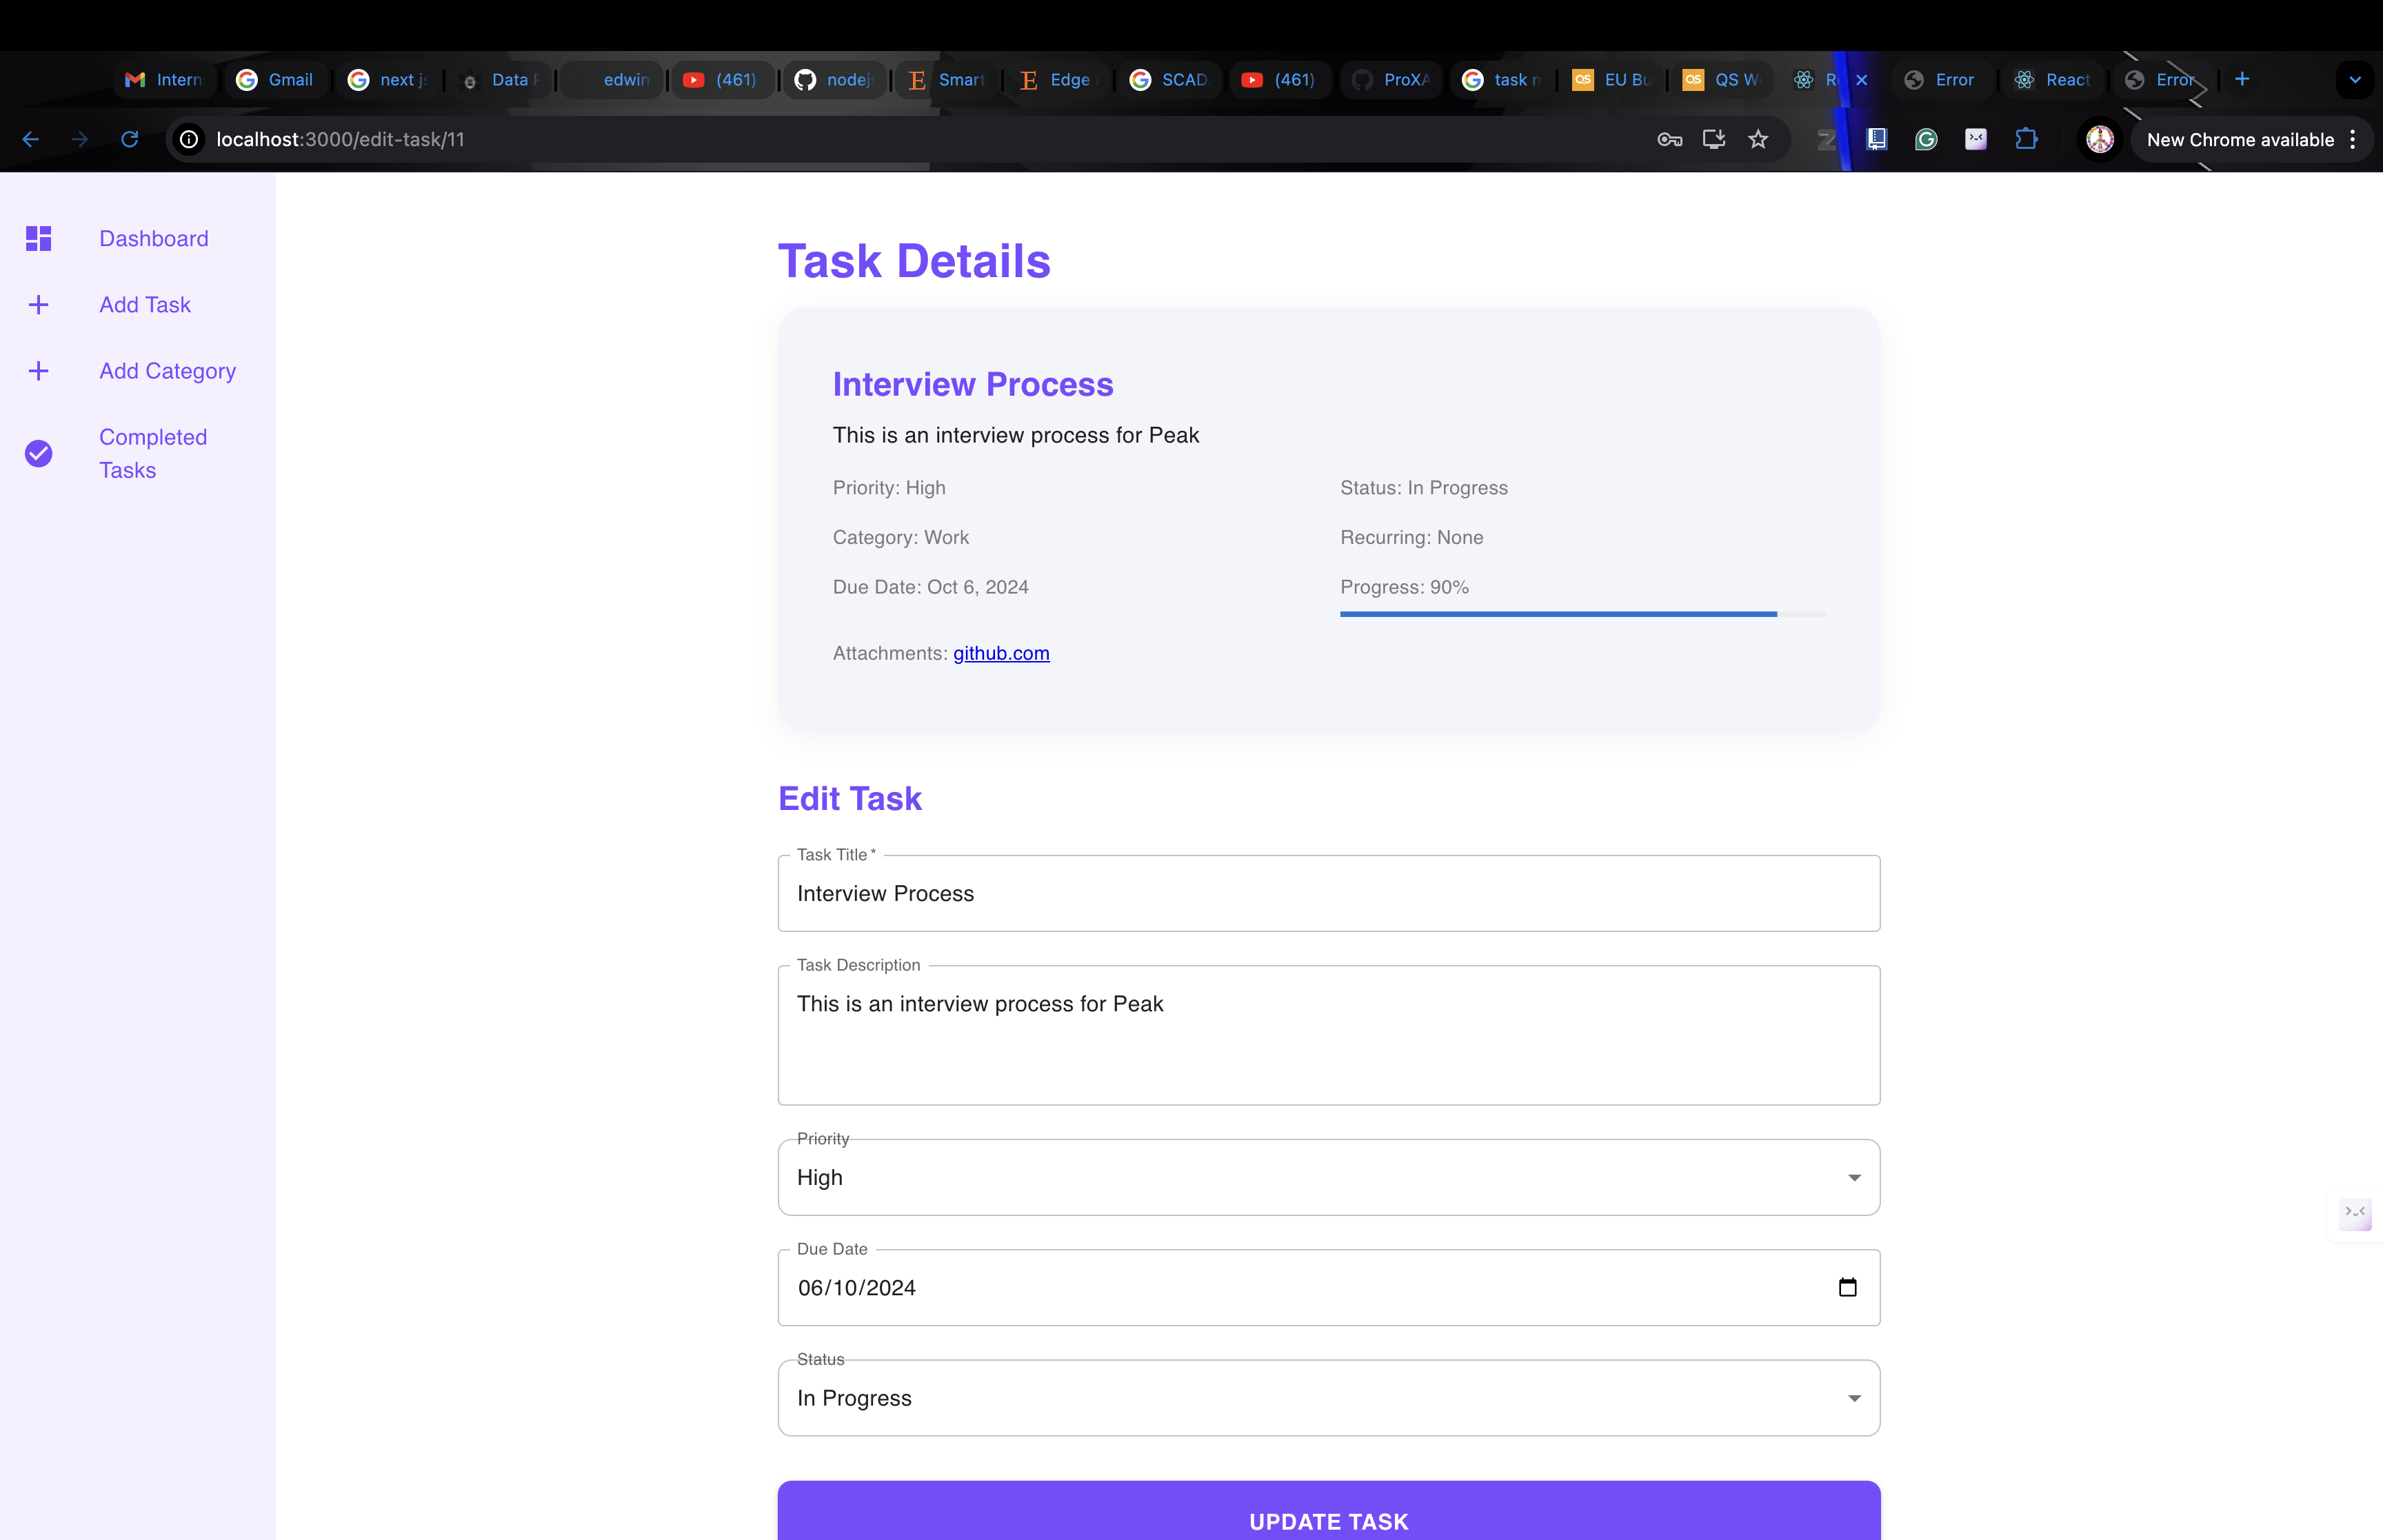 Intern Gmail next js Data edwin (461) nodejs Smart Edge SCAD (461) ProXA task EU Bu QS W Error React Error
localhost:3000/edit-task/11 New Chrome available
Dashboard
Add Task
Add Category
Completed
Tasks
Task Details
Interview Process
This is an interview process for Peak
Priority: High Status: In Progress
Category: Work Recurring: None
Due Date: Oct 6, 2024 Progress: 90%
Attachments: github.com
Edit Task
Task Title *
Interview Process
Task Description
This is an interview process for Peak
Priority
High
Due Date
06/10/2024
Status
In Progress
UPDATE TASK